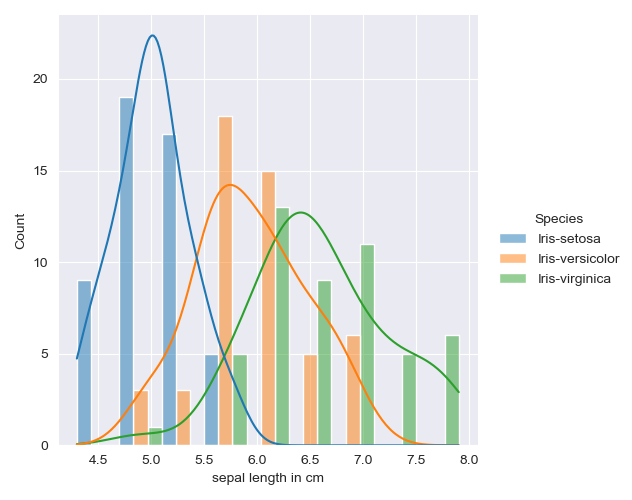 Count
20
15
10
5
0
4.5 5.0 5.5 6.0 6.5 7.0 7.5 8.0
sepal length in cm
Species
Iris-setosa
Iris-versicolor
Iris-virginica